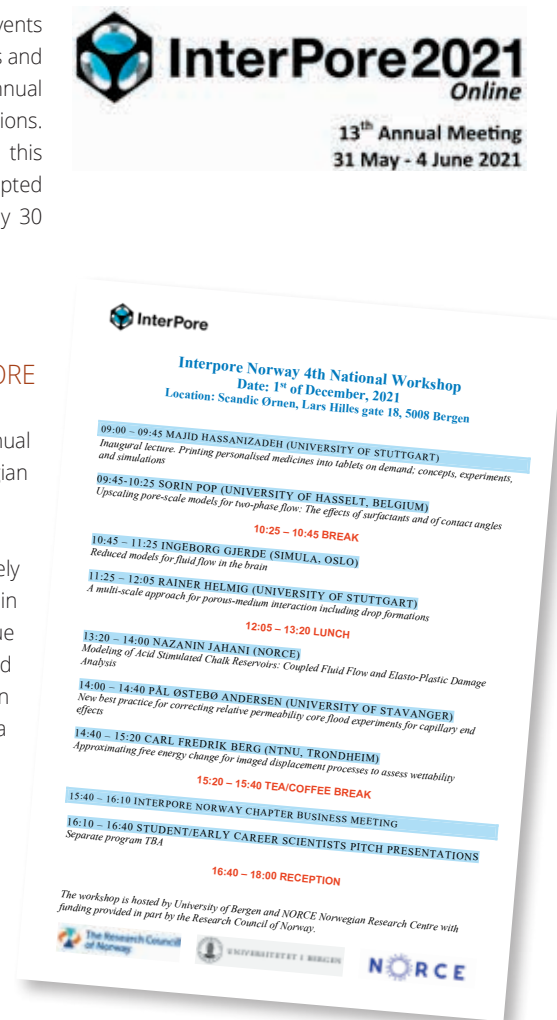 vents
s and
nnual
ions.
this
pted
y 30
InterPore2021
Online
13th Annual Meeting
31 May - 4 June 2021
ORE
nual
gian
ely
in
ue
d
n
a
InterPore
Interpore Norway 4th National Workshop
Date: 1st of December, 2021
Location: Scandic Ørnen, Lars Hilles gate 18, 5008 Bergen
09:00 – 09:45 MAJID HASSANIZADEH (UNIVERSITY OF STUTTGART)
Inaugural lecture. Printing personalised medicines into tablets on demand; concepts, experiments,
and simulations
09:45-10:25 SORIN POP (UNIVERSITY OF HASSELT, BELGIUM)
Upscaling pore-scale models for two-phase flow: The effects of surfactants and of contact angles
10:25 – 10:45 BREAK
10:45 – 11:25 INGEBORG GJERDE (SIMULA, OSLO)
Reduced models for fluid flow in the brain
11:25 – 12:05 RAINER HELMIG (UNIVERSITY OF STUTTGART)
A multi-scale approach for porous-medium interaction including drop formations
12:05 – 13:20 LUNCH
13:20 – 14:00 NAZANIN JAHANI (NORCE)
Modeling of Acid Stimulated Chalk Reservoirs: Coupled Fluid Flow and Elasto-Plastic Damage
Analysis
14:00 – 14:40 PÅL ØSTEBØ ANDERSEN (UNIVERSITY OF STAVANGER)
New best practice for correcting relative permeability core flood experiments for capillary end
effects
14:40 – 15:20 CARL FREDRIK BERG (NTNU, TRONDHEIM)
Approximating free energy change for imaged displacement processes to assess wettability
15:20 – 15:40 TEA/COFFEE BREAK
15:40 – 16:10 INTERPORE NORWAY CHAPTER BUSINESS MEETING
16:10 – 16:40 STUDENT/EARLY CAREER SCIENTISTS PITCH PRESENTATIONS
Separate program TBA
16:40 – 18:00 RECEPTION
The workshop is hosted by University of Bergen and NORCE Norwegian Research Centre with
funding provided in part by the Research Council of Norway.
The Research Council
of Norway
UNIVERSITETET I BERGEN
NORCE